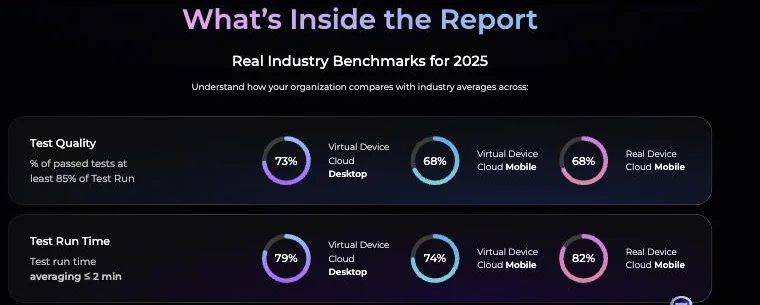 What's Inside the Report
Real Industry Benchmarks for 2025
Understand how your organization compares with industry averages across:
Test Quality
% of passed tests at
least 85% of Test Run
73%
Virtual Device
Cloud
Desktop
68%
Virtual Device
Cloud Mobile
68%
Real Device
Cloud Mobile
Test Run Time
Test run time
averaging ≤ 2 min
79%
Virtual Device
Cloud
Desktop
74%
Virtual Device
Cloud Mobile
82%
Real Device
Cloud Mobile